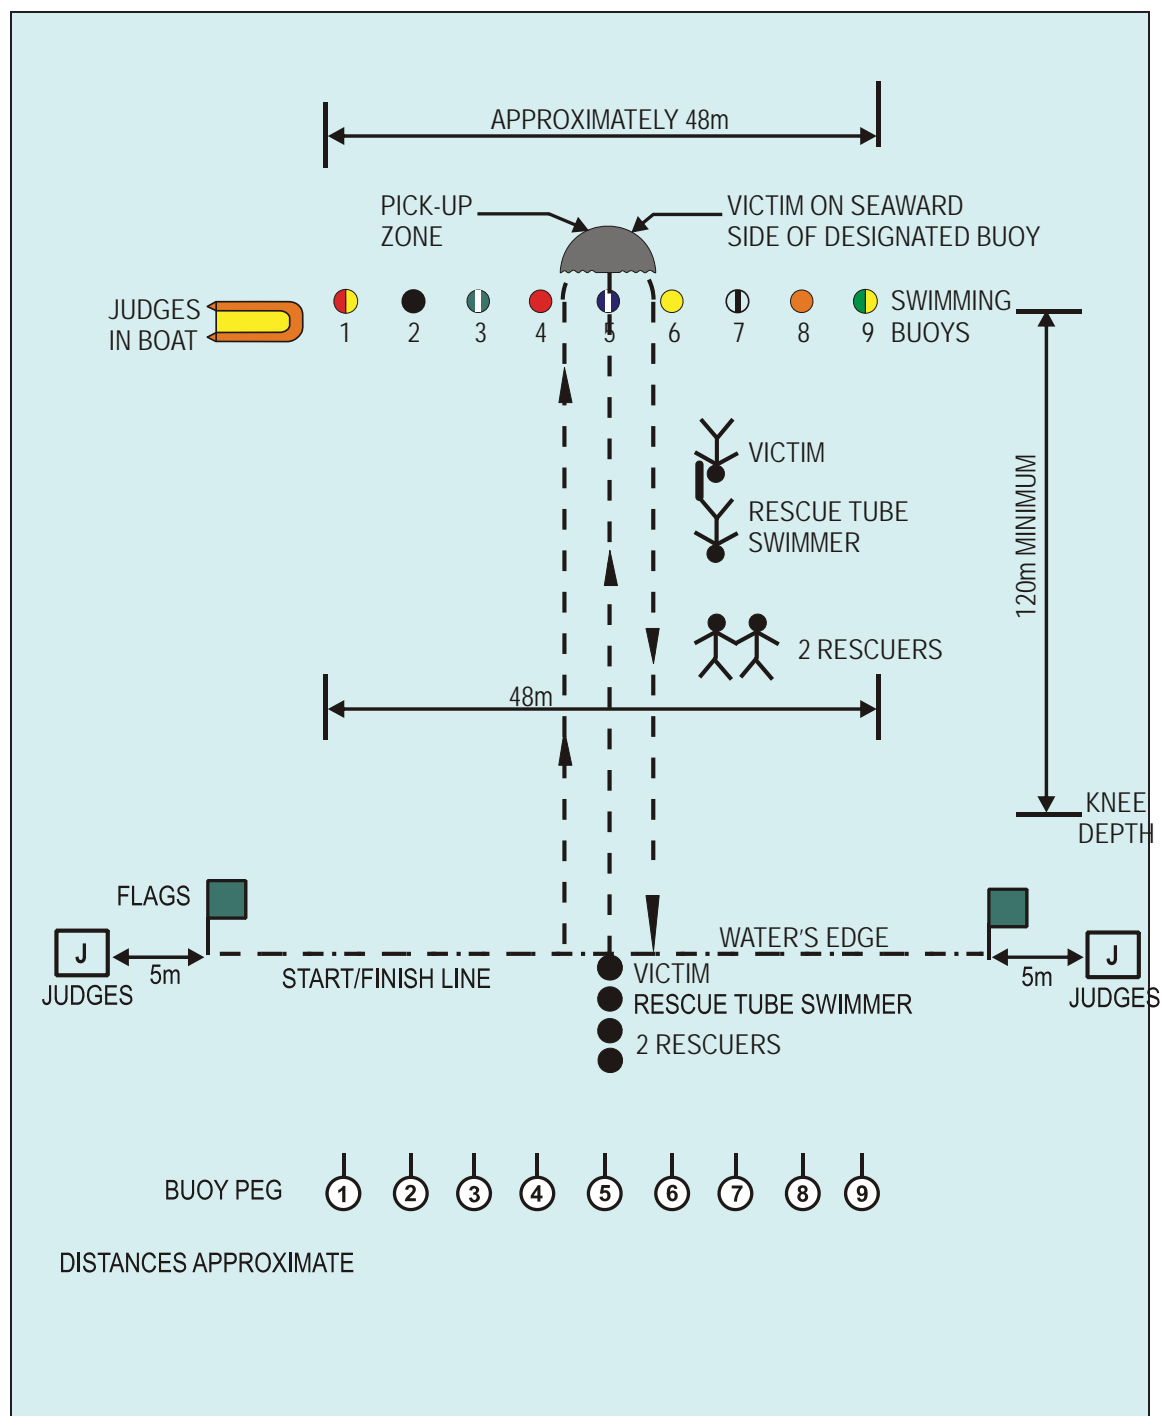 APPROXIMATELY 48m
PICK-UP
ZONE
VICTIM ON SEAWARD
SIDE OF DESIGNATED BUOY
JUDGES
IN BOAT
1 2 3 4 5 6 7 8 9
SWIMMING
BUOYS
VICTIM
RESCUE TUBE
SWIMMER
120m MINIMUM
2 RESCUERS
48m
KNEE
DEPTH
FLAGS
J
5m
JUDGES
WATER'S EDGE
START/FINISH LINE
J
5m
JUDGES
VICTIM
RESCUE TUBE SWIMMER
2 RESCUERS
BUOY PEG 1 2 3 4 5 6 7 8 9
DISTANCES APPROXIMATE